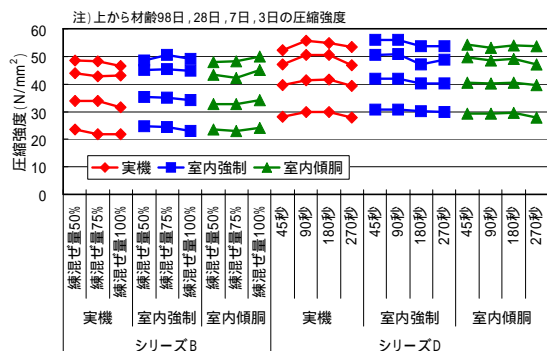 注)上から材齢98日,28日,7日,3日の圧縮強度
圧縮強度(N/mm²)
60
50
40
30
20
10
0
実機 室内強制 室内傾胴
練混ぜ量50% 練混ぜ量75% 練混ぜ量100% 練混ぜ量50% 練混ぜ量75% 練混ぜ量100% 練混ぜ量50% 練混ぜ量75% 練混ぜ量100% 45秒 90秒 180秒 270秒 45秒 90秒 180秒 270秒 45秒 90秒 180秒 270秒
実機 室内強制 室内傾胴 実機 室内強制 室内傾胴
シリーズB シリーズD